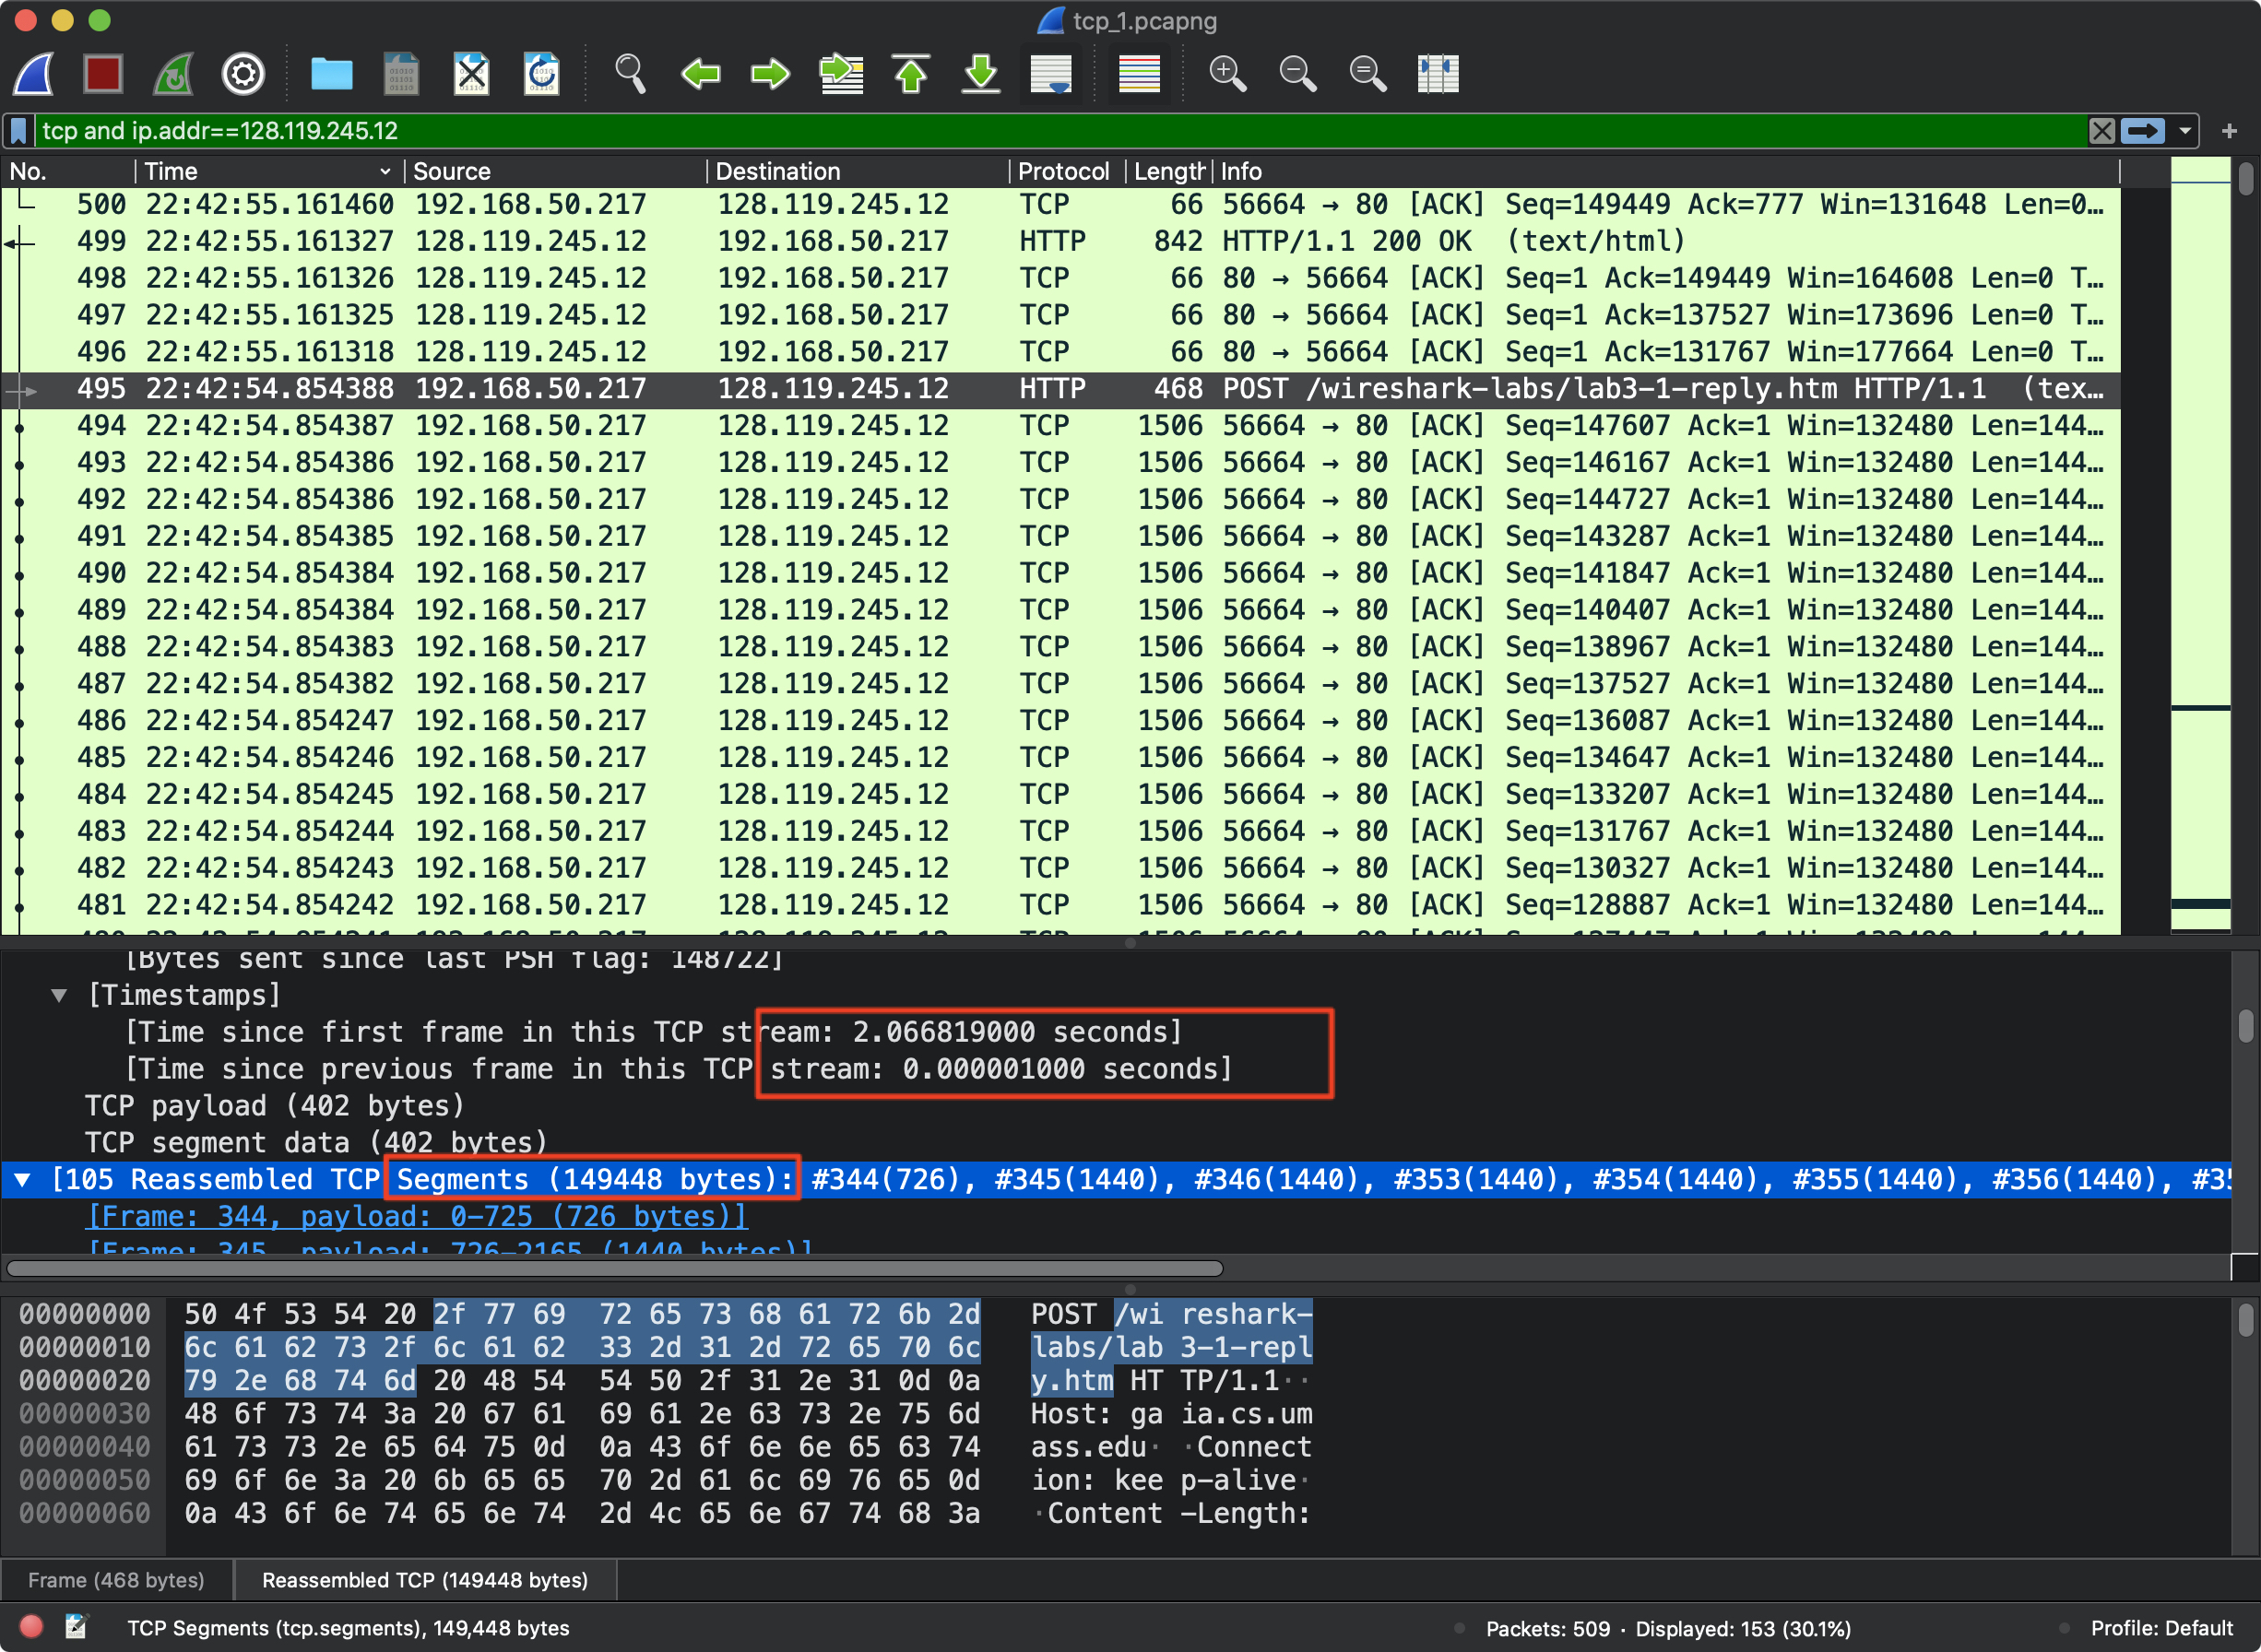 tcp_1.pcapng
tcp and ip.addr==128.119.245.12
No. Time Source Destination Protocol Length Info
500 22:42:55.161460 192.168.50.217 128.119.245.12 TCP 66 56664 → 80 [ACK] Seq=149449 Ack=777 Win=131648 Len=0…
499 22:42:55.161327 128.119.245.12 192.168.50.217 HTTP 842 HTTP/1.1 200 OK (text/html)
498 22:42:55.161326 128.119.245.12 192.168.50.217 TCP 66 80 → 56664 [ACK] Seq=1 Ack=149449 Win=164608 Len=0 T…
497 22:42:55.161325 128.119.245.12 192.168.50.217 TCP 66 80 → 56664 [ACK] Seq=1 Ack=137527 Win=173696 Len=0 T…
496 22:42:55.161318 128.119.245.12 192.168.50.217 TCP 66 80 → 56664 [ACK] Seq=1 Ack=131767 Win=177664 Len=0 T…
495 22:42:54.854388 192.168.50.217 128.119.245.12 HTTP 468 POST /wireshark-labs/lab3-1-reply.htm HTTP/1.1 (tex…
494 22:42:54.854387 192.168.50.217 128.119.245.12 TCP 1506 56664 → 80 [ACK] Seq=147607 Ack=1 Win=132480 Len=144…
493 22:42:54.854386 192.168.50.217 128.119.245.12 TCP 1506 56664 → 80 [ACK] Seq=146167 Ack=1 Win=132480 Len=144…
492 22:42:54.854386 192.168.50.217 128.119.245.12 TCP 1506 56664 → 80 [ACK] Seq=144727 Ack=1 Win=132480 Len=144…
491 22:42:54.854385 192.168.50.217 128.119.245.12 TCP 1506 56664 → 80 [ACK] Seq=143287 Ack=1 Win=132480 Len=144…
490 22:42:54.854384 192.168.50.217 128.119.245.12 TCP 1506 56664 → 80 [ACK] Seq=141847 Ack=1 Win=132480 Len=144…
489 22:42:54.854384 192.168.50.217 128.119.245.12 TCP 1506 56664 → 80 [ACK] Seq=140407 Ack=1 Win=132480 Len=144…
488 22:42:54.854383 192.168.50.217 128.119.245.12 TCP 1506 56664 → 80 [ACK] Seq=138967 Ack=1 Win=132480 Len=144…
487 22:42:54.854382 192.168.50.217 128.119.245.12 TCP 1506 56664 → 80 [ACK] Seq=137527 Ack=1 Win=132480 Len=144…
486 22:42:54.854247 192.168.50.217 128.119.245.12 TCP 1506 56664 → 80 [ACK] Seq=136087 Ack=1 Win=132480 Len=144…
485 22:42:54.854246 192.168.50.217 128.119.245.12 TCP 1506 56664 → 80 [ACK] Seq=134647 Ack=1 Win=132480 Len=144…
484 22:42:54.854245 192.168.50.217 128.119.245.12 TCP 1506 56664 → 80 [ACK] Seq=133207 Ack=1 Win=132480 Len=144…
483 22:42:54.854244 192.168.50.217 128.119.245.12 TCP 1506 56664 → 80 [ACK] Seq=131767 Ack=1 Win=132480 Len=144…
482 22:42:54.854243 192.168.50.217 128.119.245.12 TCP 1506 56664 → 80 [ACK] Seq=130327 Ack=1 Win=132480 Len=144…
481 22:42:54.854242 192.168.50.217 128.119.245.12 TCP 1506 56664 → 80 [ACK] Seq=128887 Ack=1 Win=132480 Len=144…
[Bytes sent since last PSH flag: 148722]
[Timestamps]
[Time since first frame in this TCP stream: 2.066819000 seconds]
[Time since previous frame in this TCP stream: 0.000001000 seconds]
TCP payload (402 bytes)
TCP segment data (402 bytes)
[105 Reassembled TCP Segments (149448 bytes): #344(726), #345(1440), #346(1440), #353(1440), #354(1440), #355(1440), #356(1440), #35
[Frame: 344, payload: 0-725 (726 bytes)]
[Frame: 345, payload: 726-2165 (1440 bytes)]
00000000 50 4f 53 54 20 2f 77 69 72 65 73 68 61 72 6b 2d POST /wi reshark-
00000010 6c 61 62 73 2f 6c 61 62 33 2d 31 2d 72 65 70 6c labs/lab 3-1-repl
00000020 79 2e 68 74 6d 20 48 54 54 50 2f 31 2e 31 0d 0a y.htm HT TP/1.1··
00000030 48 6f 73 74 3a 20 67 61 69 61 2e 63 73 2e 75 6d Host: ga ia.cs.um
00000040 61 73 73 2e 65 64 75 0d 0a 43 6f 6e 6e 65 63 74 ass.edu· ·Connect
00000050 69 6f 6e 3a 20 6b 65 65 70 2d 61 6c 69 76 65 0d ion: kee p-alive·
00000060 0a 43 6f 6e 74 65 6e 74 2d 4c 65 6e 67 74 68 3a ·Content -Length:
Frame (468 bytes) Reassembled TCP (149448 bytes)
TCP Segments (tcp.segments), 149,448 bytes Packets: 509 · Displayed: 153 (30.1%) Profile: Default